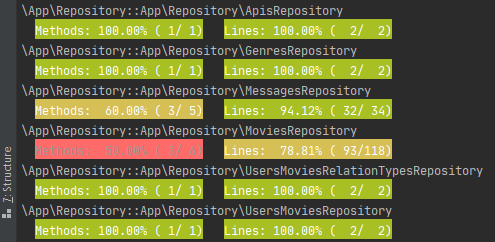 \App\Repository::App\Repository\ApisRepository
Methods: 100.00% ( 1/ 1) Lines: 100.00% ( 2/ 2)
\App\Repository::App\Repository\GenresRepository
Methods: 100.00% ( 1/ 1) Lines: 100.00% ( 2/ 2)
\App\Repository::App\Repository\MessagesRepository
Methods: 60.00% ( 3/ 5) Lines: 94.12% ( 32/ 34)
\App\Repository::App\Repository\MoviesRepository
Methods: Lines: 78.81% ( 93/118)
\App\Repository::App\Repository\UsersMoviesRelationTypesRepository
Methods: 100.00% ( 1/ 1) Lines: 100.00% ( 2/ 2)
\App\Repository::App\Repository\UsersMoviesRepository
Methods: 100.00% ( 1/ 1) Lines: 100.00% ( 2/ 2)
7: Structure